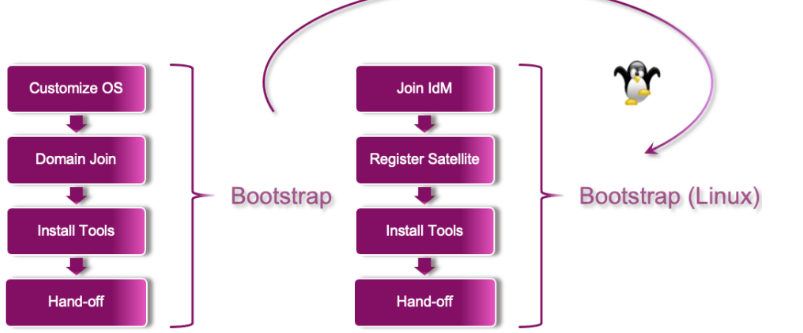 Customize OS
Domain Join
Install Tools
Hand-off
Bootstrap
Join IdM
Register Satellite
Install Tools
Hand-off
Bootstrap (Linux)